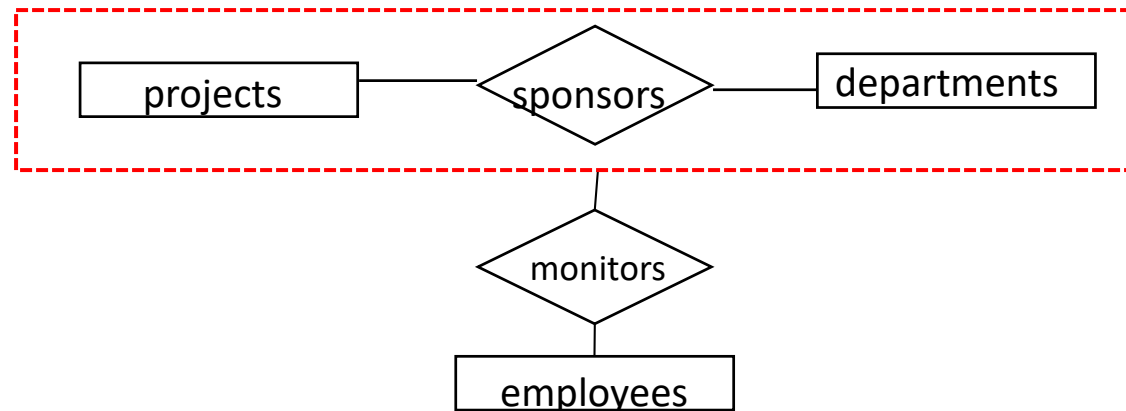 projects
sponsors
departments
monitors
employees